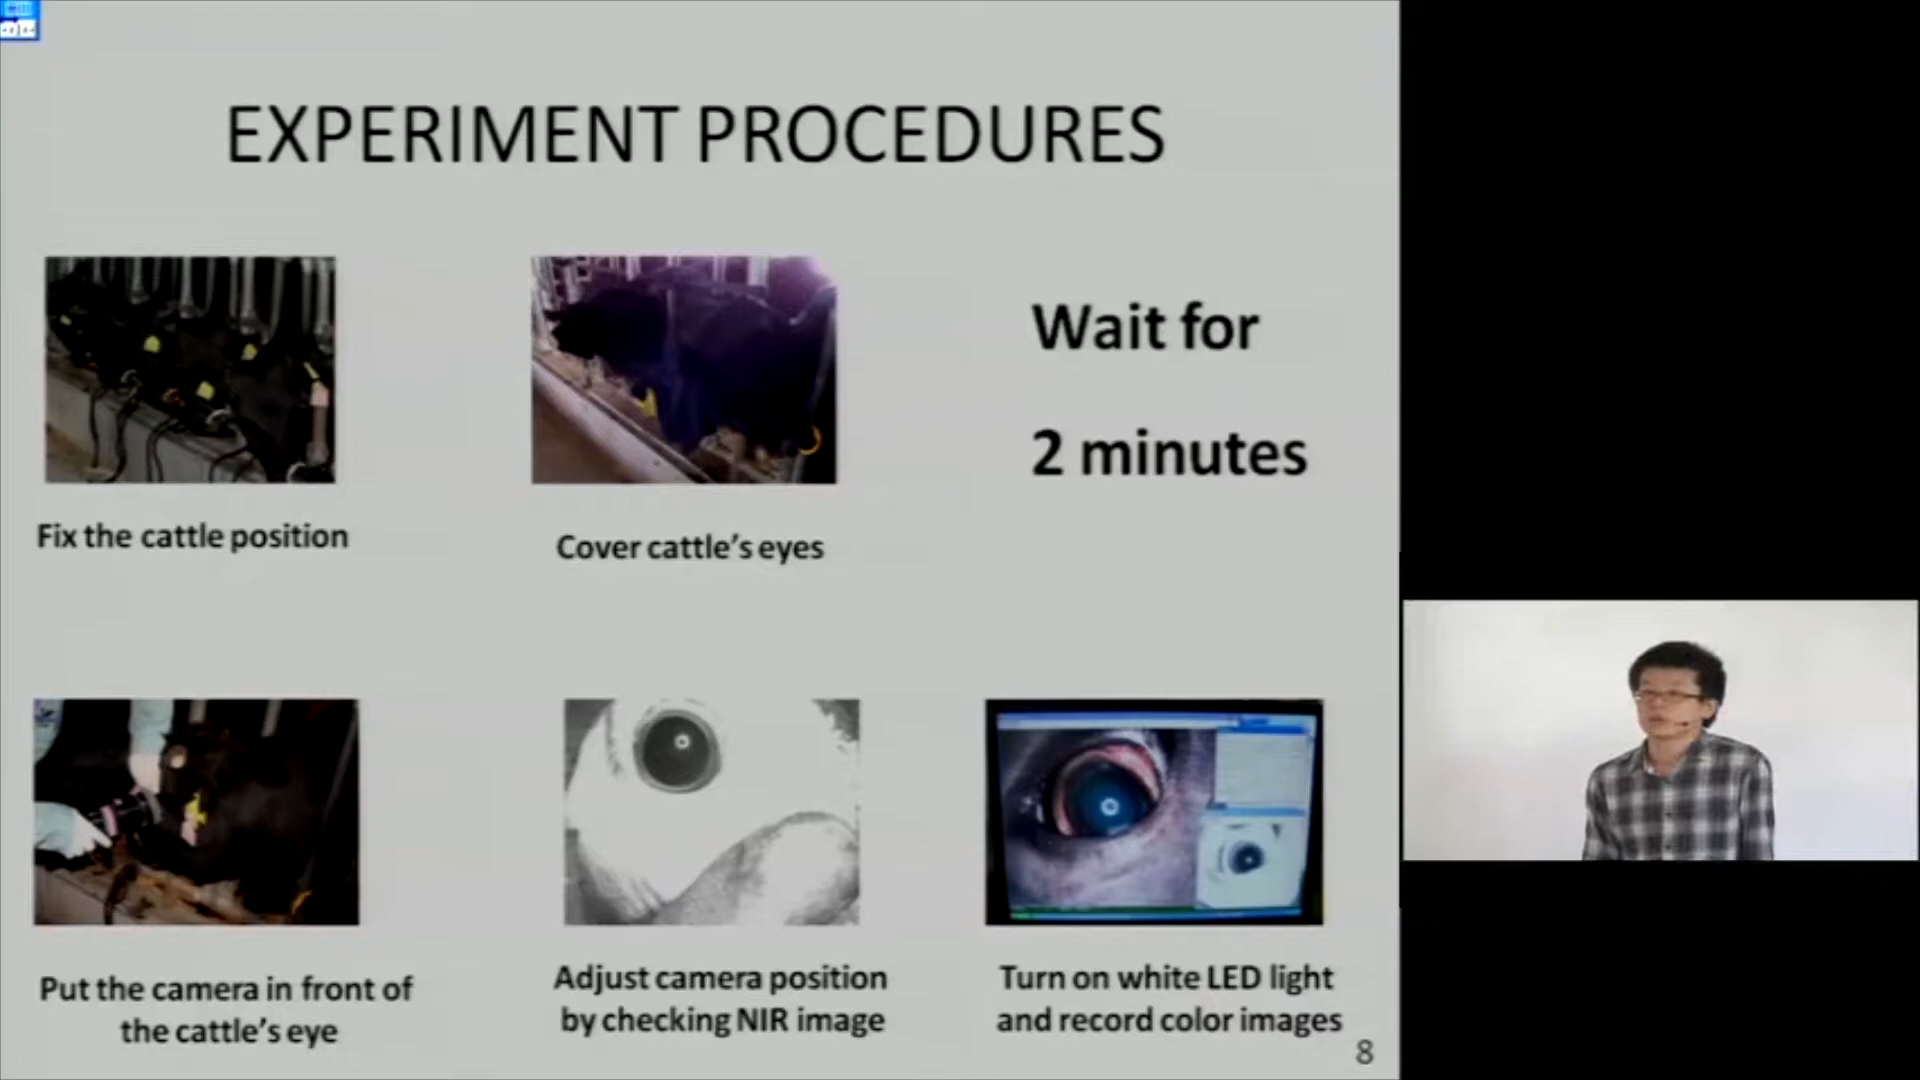 EXPERIMENT PROCEDURES
Wait for
2 minutes
Fix the cattle position
Cover cattle's eyes
Put the camera in front of
the cattle's eye
Adjust camera position
by checking NIR image
Turn on white LED light
and record color images
8